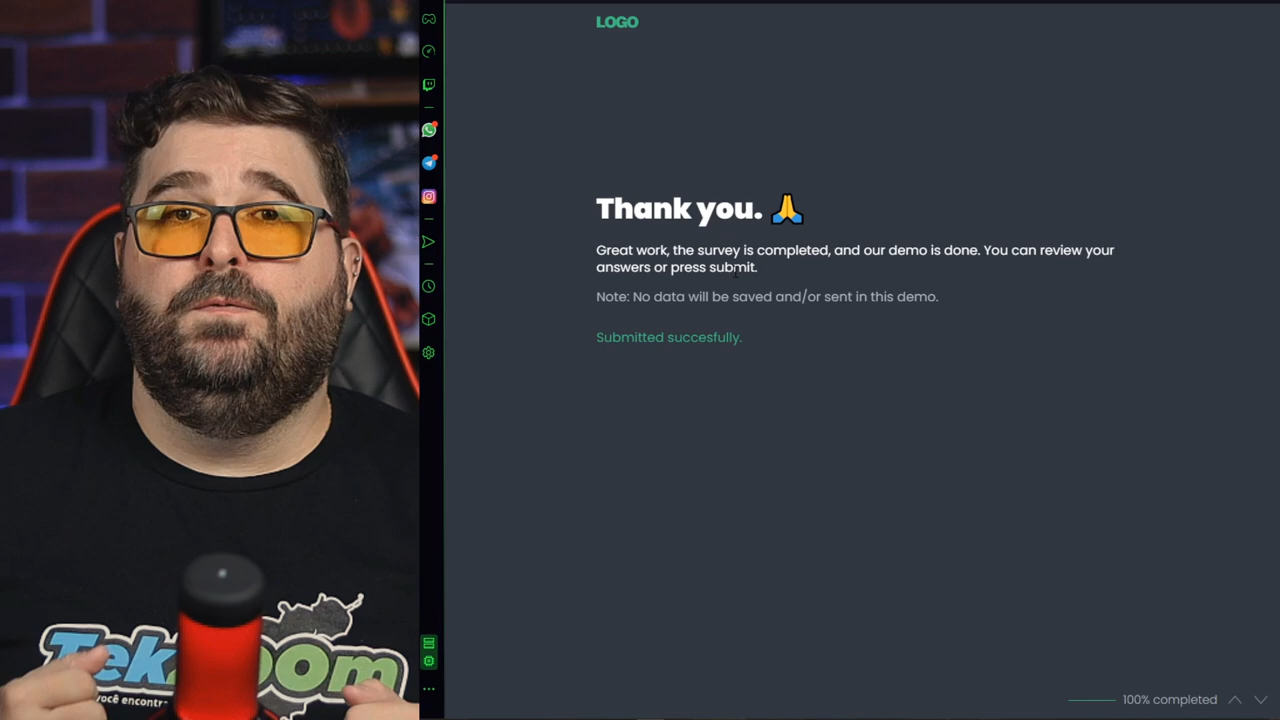 LOGO
Thank you. 🙏
Great work, the survey is completed, and our demo is done. You can review your
answers or press submit.
Note: No data will be saved and/or sent in this demo.
Submitted succesfully.
100% completed
você